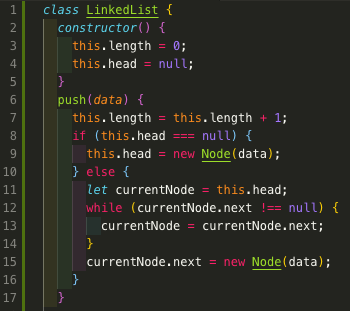 1 class LinkedList {
2   constructor() {
3     this.length = 0;
4     this.head = null;
5   }
6   push(data) {
7     this.length = this.length + 1;
8     if (this.head === null) {
9       this.head = new Node(data);
10     } else {
11       let currentNode = this.head;
12       while (currentNode.next !== null) {
13         currentNode = currentNode.next;
14       }
15       currentNode.next = new Node(data);
16     }
17   }